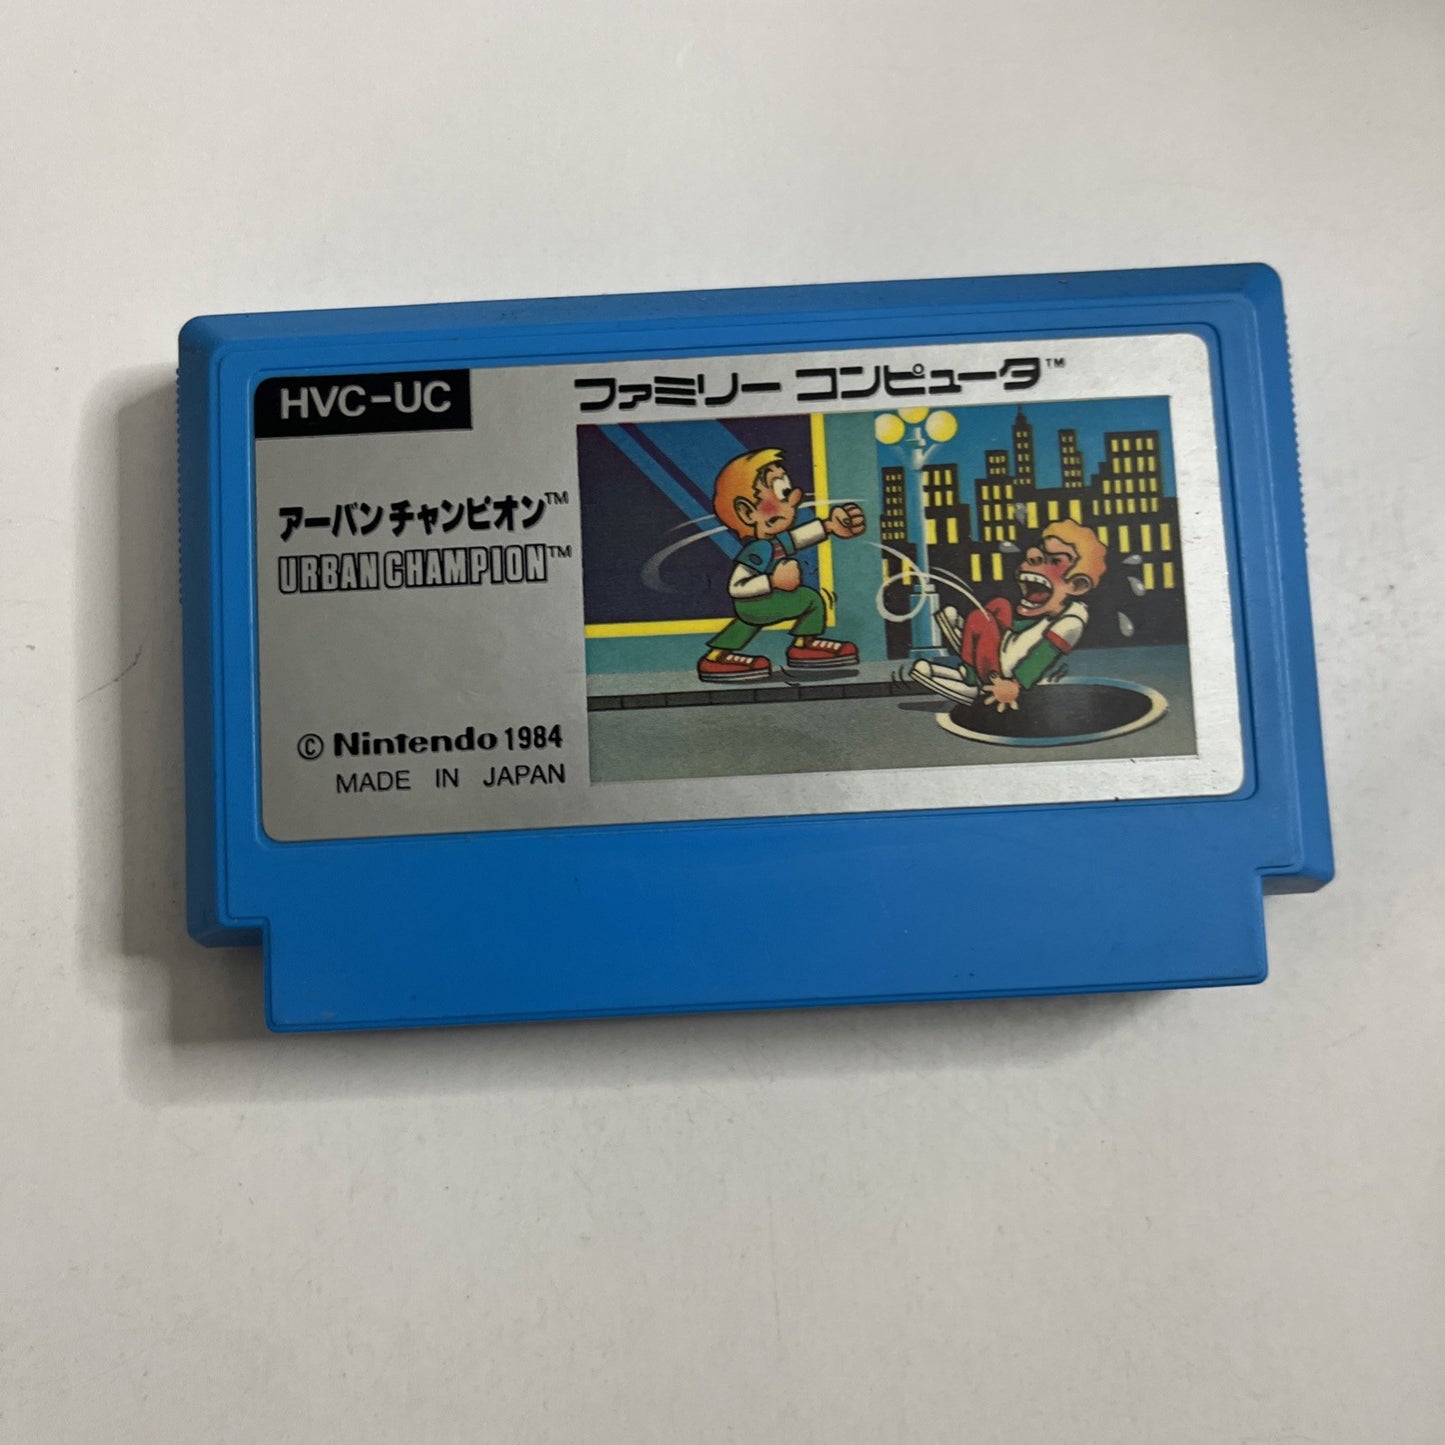 HVC-UC
ファミリー コンピュータ™
アーバンチャンピオン™
URBAN CHAMPION™
© Nintendo 1984
MADE IN JAPAN